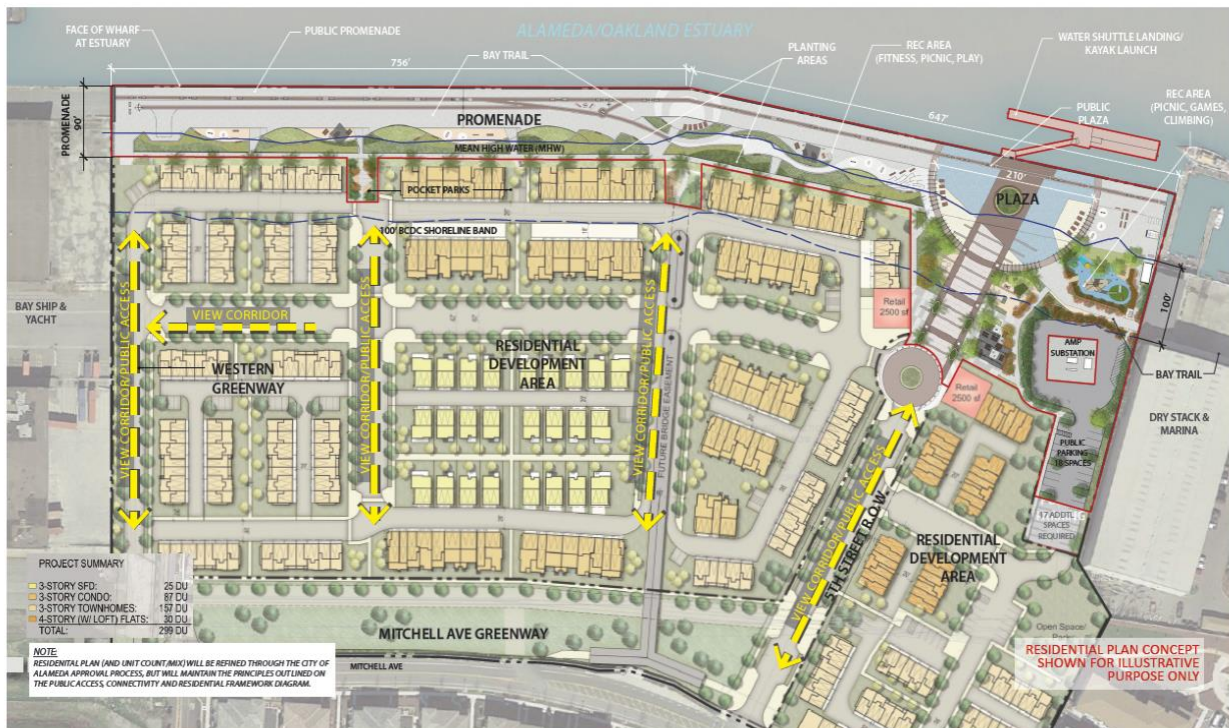 ALAMEDA/OAKLAND ESTUARY
FACE OF WHARF
AT ESTUARY
PUBLIC PROMENADE
BAY TRAIL
PLANTING
AREAS
REC AREA
(FITNESS, PICNIC, PLAY)
WATER SHUTTLE LANDING/
KAYAK LAUNCH
REC AREA
(PICNIC, GAMES,
CLIMBING)
PUBLIC
PLAZA
756'
647'
210'
PROMENADE
90'
PROMENADE
MEAN HIGH WATER (MHW)
POCKET PARKS
PLAZA
100' BCDC SHORELINE BAND
BAY SHIP &
YACHT
VIEW CORRIDOR/PUBLIC ACCESS
VIEW CORRIDOR
VIEW CORRIDOR/PUBLIC ACCESS
VIEW CORRIDOR/PUBLIC ACCESS
FUTURE BRIDGE EASEMENT
WESTERN
GREENWAY
RESIDENTIAL
DEVELOPMENT
AREA
Retail
2500 sf
Retail
2500 sf
AMP
SUBSTATION
100'
BAY TRAIL
DRY STACK &
MARINA
PUBLIC
PARKING
18 SPACES
17 ADDTL
SPACES
REQUIRED
VIEW CORRIDOR/PUBLIC ACCESS
5TH STREET R.O.W.
RESIDENTIAL
DEVELOPMENT
AREA
Open Space/
PROJECT SUMMARY
3-STORY SFD: 25 DU
3-STORY CONDO: 87 DU
3-STORY TOWNHOMES: 157 DU
4-STORY (W/ LOFT) FLATS: 30 DU
TOTAL: 299 DU
MITCHELL AVE GREENWAY
MITCHELL AVE
NOTE:
RESIDENTIAL PLAN (AND UNIT COUNT/MIX) WILL BE REFINED THROUGH THE CITY OF
ALAMEDA APPROVAL PROCESS, BUT WILL MAINTAIN THE PRINCIPLES OUTLINED ON
THE PUBLIC ACCESS, CONNECTIVITY AND RESIDENTIAL FRAMEWORK DIAGRAM.
RESIDENTIAL PLAN CONCEPT
SHOWN FOR ILLUSTRATIVE
PURPOSE ONLY